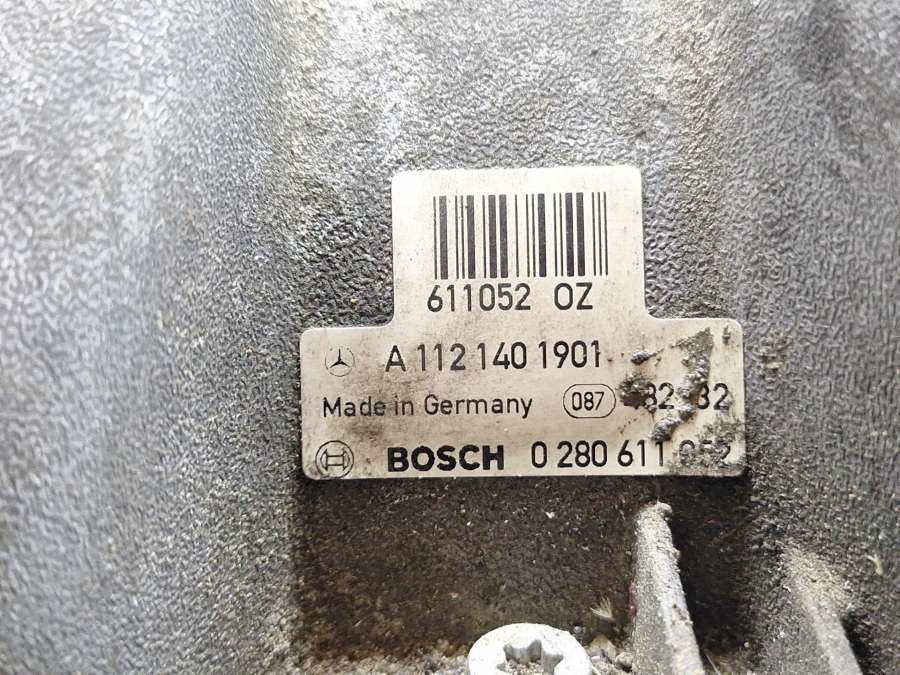 611052 OZ
A 112 140 1901
Made in Germany 087
BOSCH 0 280 611